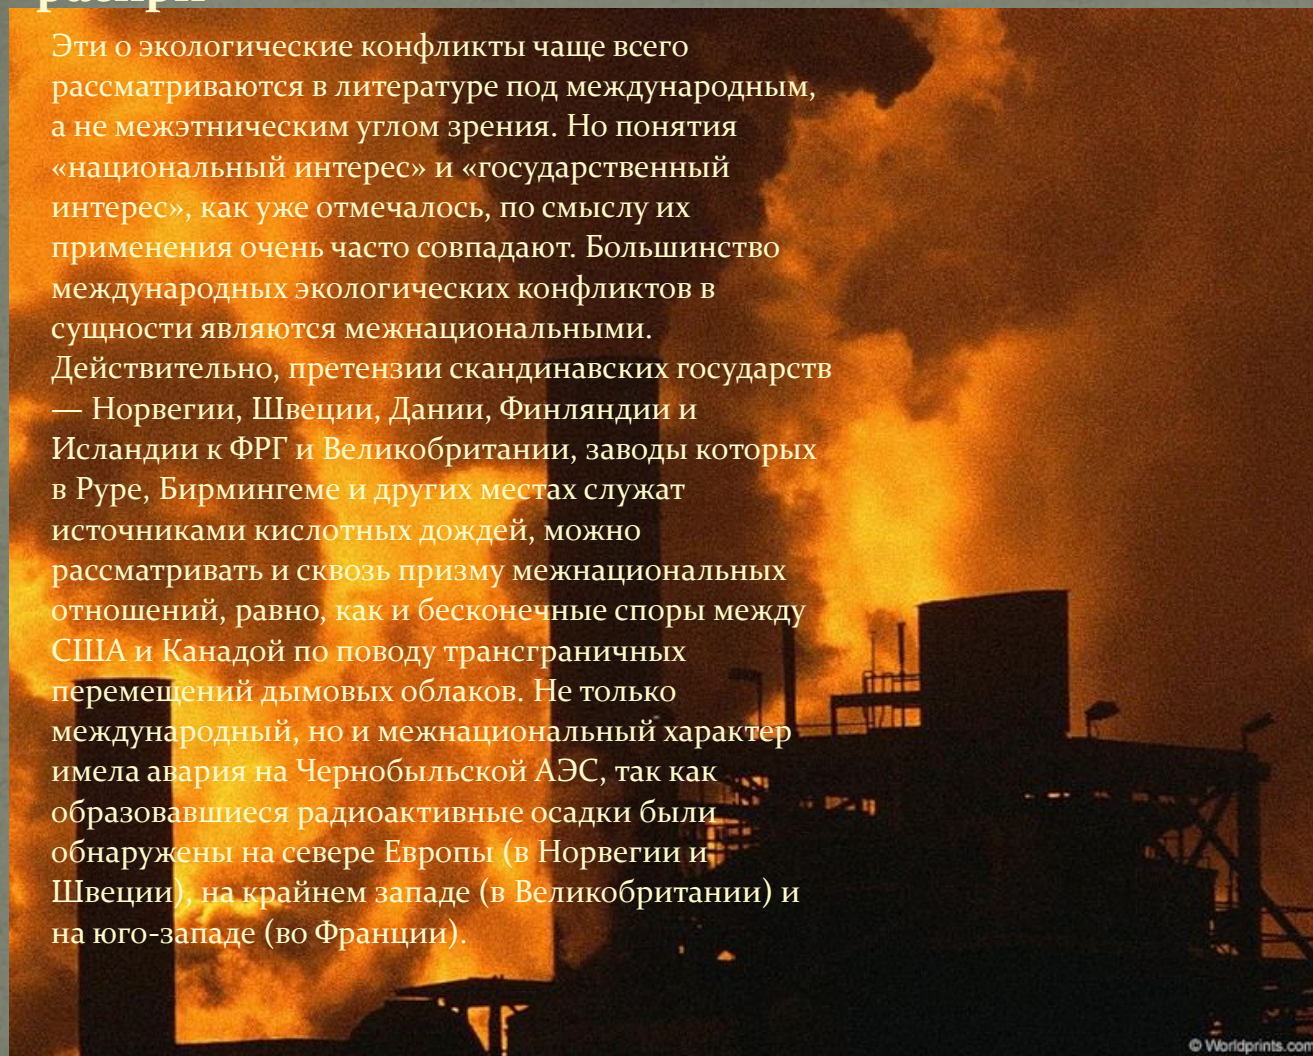 распри
Эти о экологические конфликты чаще всего
рассматриваются в литературе под международным,
а не межэтническим углом зрения. Но понятия
«национальный интерес» и «государственный
интерес», как уже отмечалось, по смыслу их
применения очень часто совпадают. Большинство
международных экологических конфликтов в
сущности являются межнациональными.
Действительно, претензии скандинавских государств
— Норвегии, Швеции, Дании, Финляндии и
Исландии к ФРГ и Великобритании, заводы которых
в Руре, Бирмингеме и других местах служат
источниками кислотных дождей, можно
рассматривать и сквозь призму межнациональных
отношений, равно, как и бесконечные споры между
США и Канадой по поводу трансграничных
перемещений дымовых облаков. Не только
международный, но и межнациональный характер
имела авария на Чернобыльской АЭС, так как
образовавшиеся радиоактивные осадки были
обнаружены на севере Европы (в Норвегии и
Швеции), на крайнем западе (в Великобритании) и
на юго-западе (во Франции).
© Worldprints.com